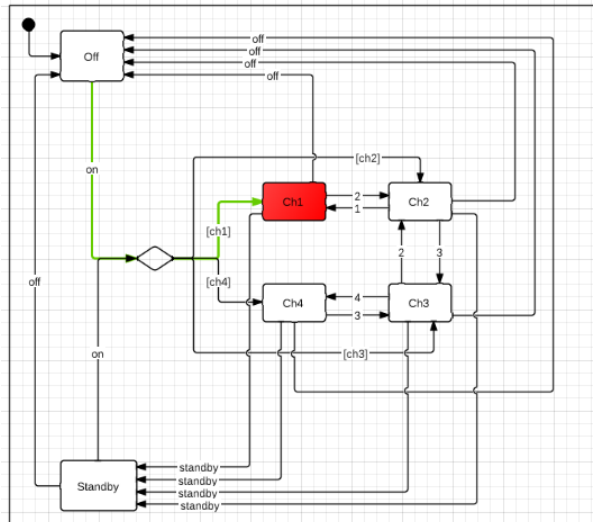 off
off
Off
off
off
on
[ch2]
Ch1
2
1
Ch2
[ch1]
2
3
off
[ch4]
Ch4
4
3
Ch3
on
[ch3]
standby
standby
standby
standby
Standby